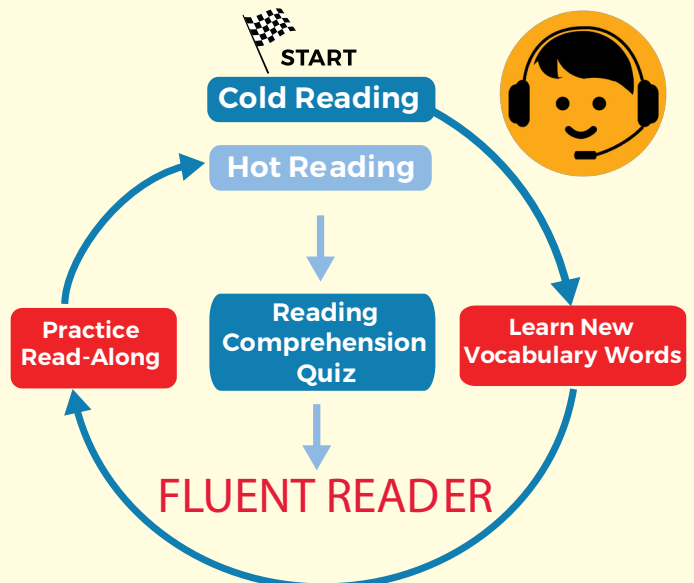 START
Cold Reading
Hot Reading
Practice
Read-Along
Reading
Comprehension
Quiz
Learn New
Vocabulary Words
FLUENT READER